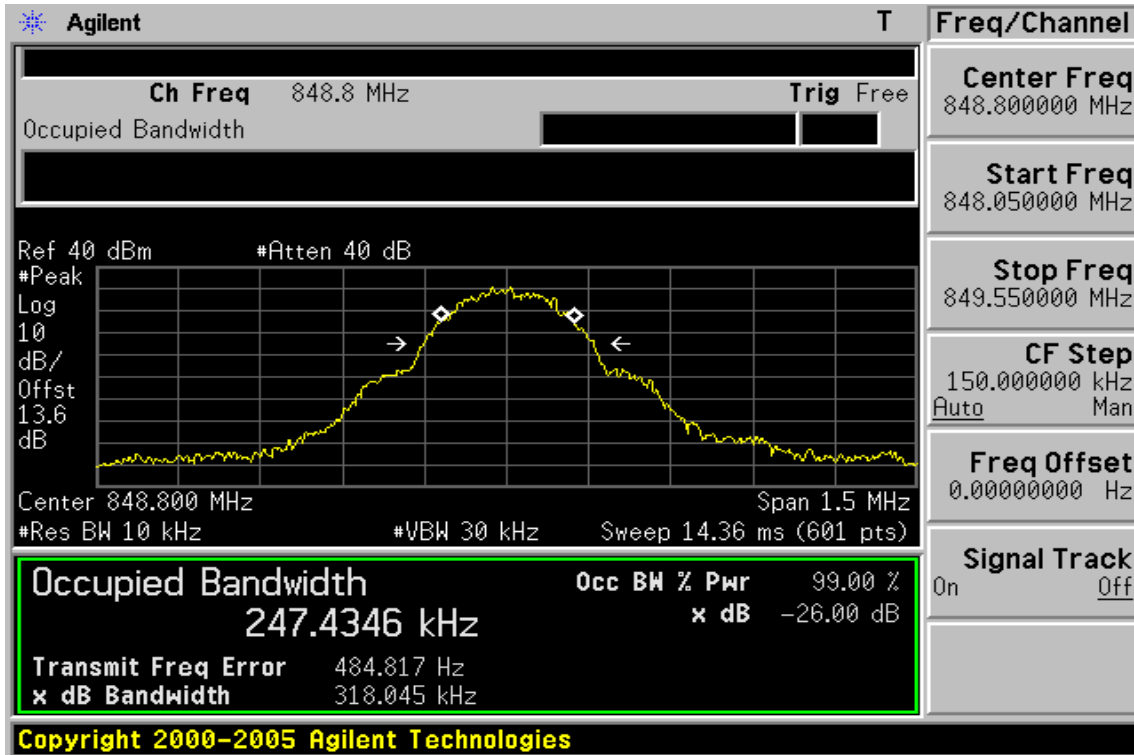 Agilent T
Ch Freq 848.8 MHz Trig Free
Occupied Bandwidth
Ref 40 dBm #Atten 40 dB
#Peak
Log
10
dB/
Offst
13.6
dB
Center 848.800 MHz Span 1.5 MHz
#Res BW 10 kHz #VBW 30 kHz Sweep 14.36 ms (601 pts)
Occupied Bandwidth
247.4346 kHz
Occ BW % Pwr 99.00 %
x dB -26.00 dB
Transmit Freq Error 484.817 Hz
x dB Bandwidth 318.045 kHz
Copyright 2000-2005 Agilent Technologies
Freq/Channel
Center Freq
848.800000 MHz
Start Freq
848.050000 MHz
Stop Freq
849.550000 MHz
CF Step
150.000000 kHz
Auto Man
Freq Offset
0.00000000 Hz
Signal Track
On Off